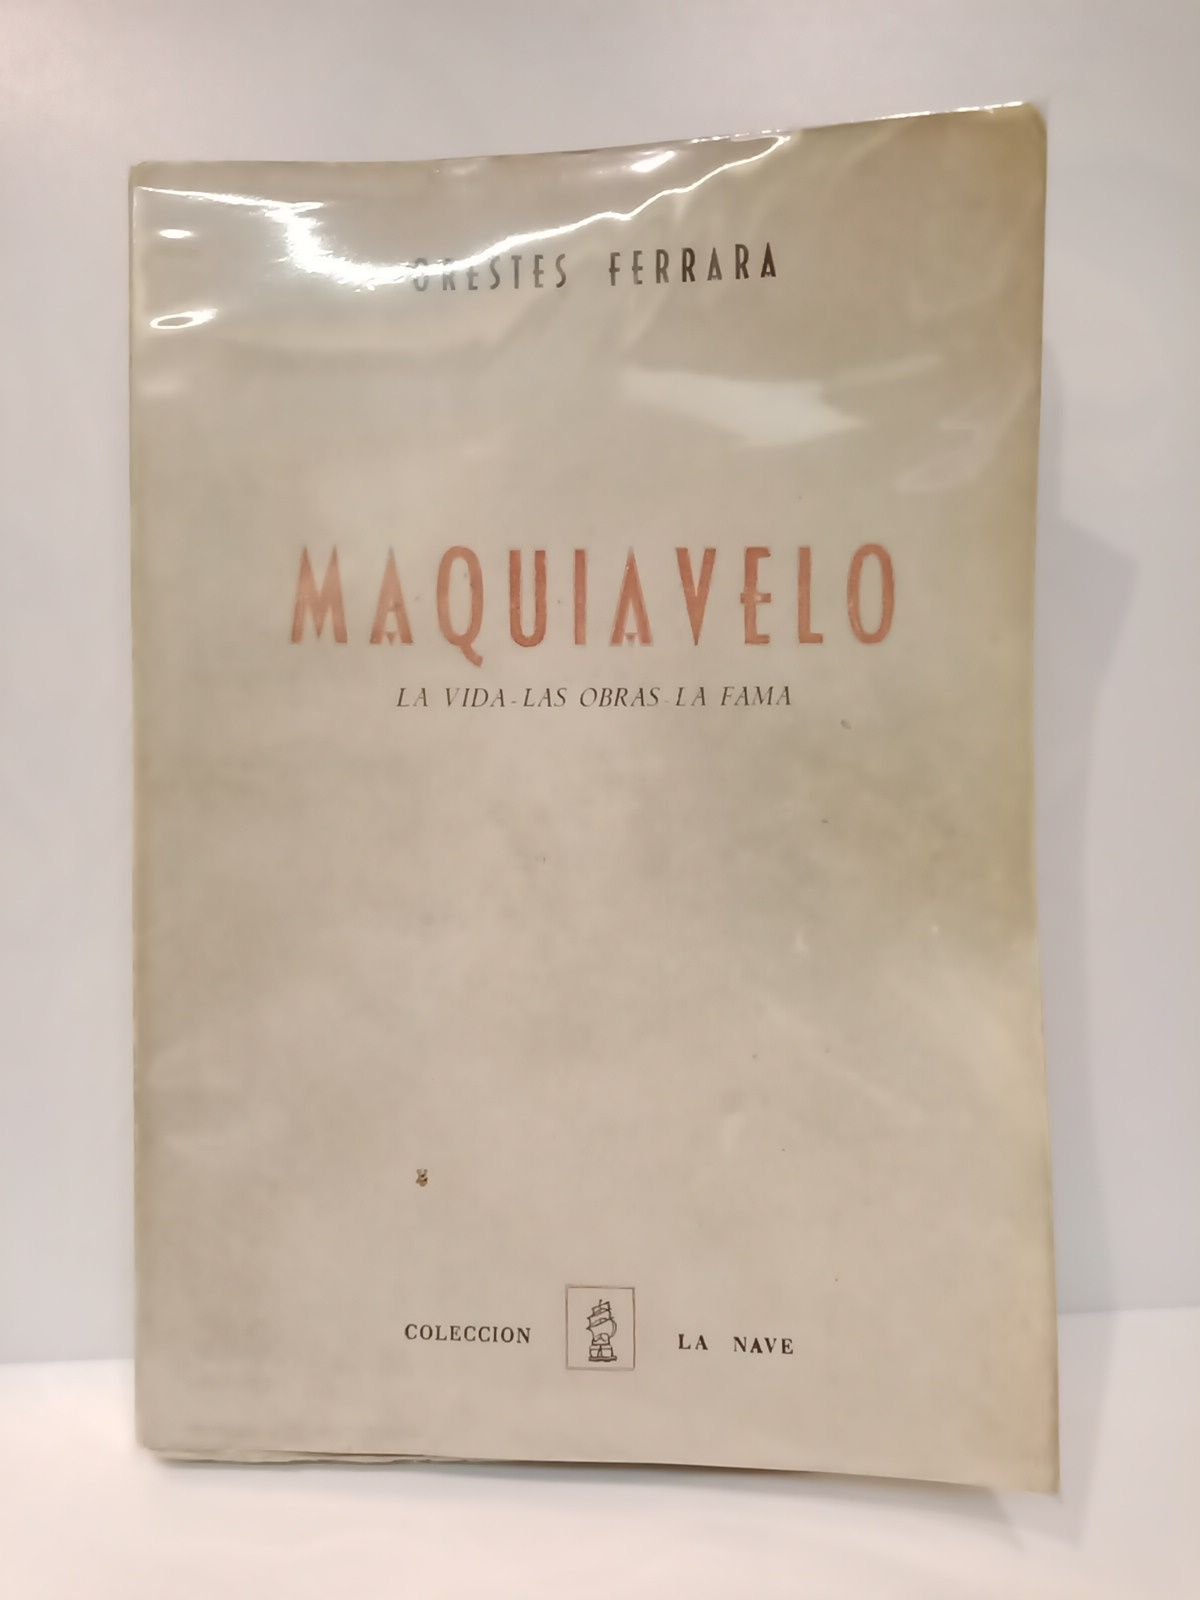 ORESTES FERRARA
MAQUIAVELO
LA VIDA - LAS OBRAS - LA FAMA
COLECCION LA NAVE